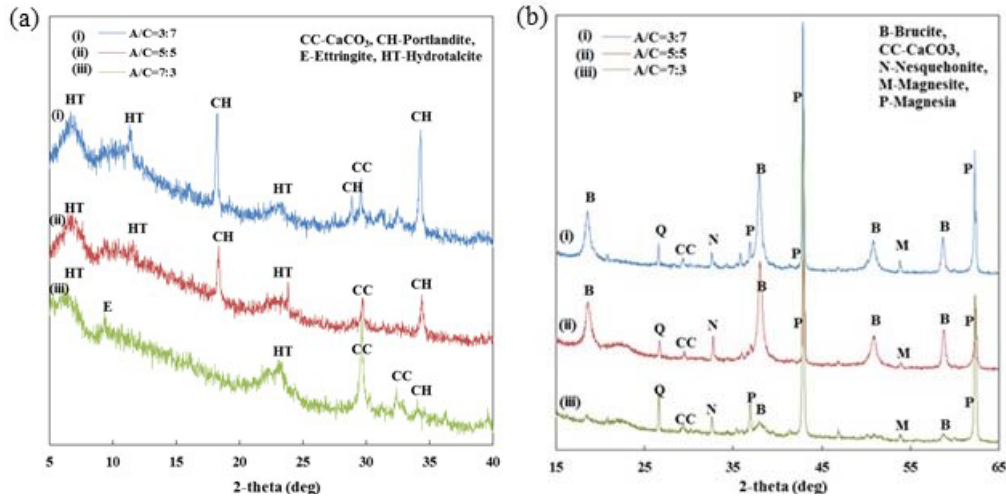 (a)
(i) A/C=3:7
(ii) A/C=5:5
(iii) A/C=7:3
CC-CaCO₃, CH-Portlandite,
E-Ettringite, HT-Hydrotalcite
HT
(i)
HT
CH
HT
CH
CC
CH
HT
(ii)
HT
CH
HT
CC
CH
HT
(iii)
E
HT
CC
CC
CH
5 10 15 20 25 30 35 40
2-theta (deg)
(b)
(i) A/C=3:7
(ii) A/C=5:5
(iii) A/C=7:3
B-Brucite,
CC-CaCO3,
N-Nesquehonite,
M-Magnesite,
P-Magnesia
P
B
B
P
(i)
Q
CC
N
P
P
B
M
B
B
B
(ii)
Q
CC
N
P
B
M
B
P
(iii)
Q
CC
N
P
B
M
B
P
15 25 35 45 55 65
2-theta (deg)